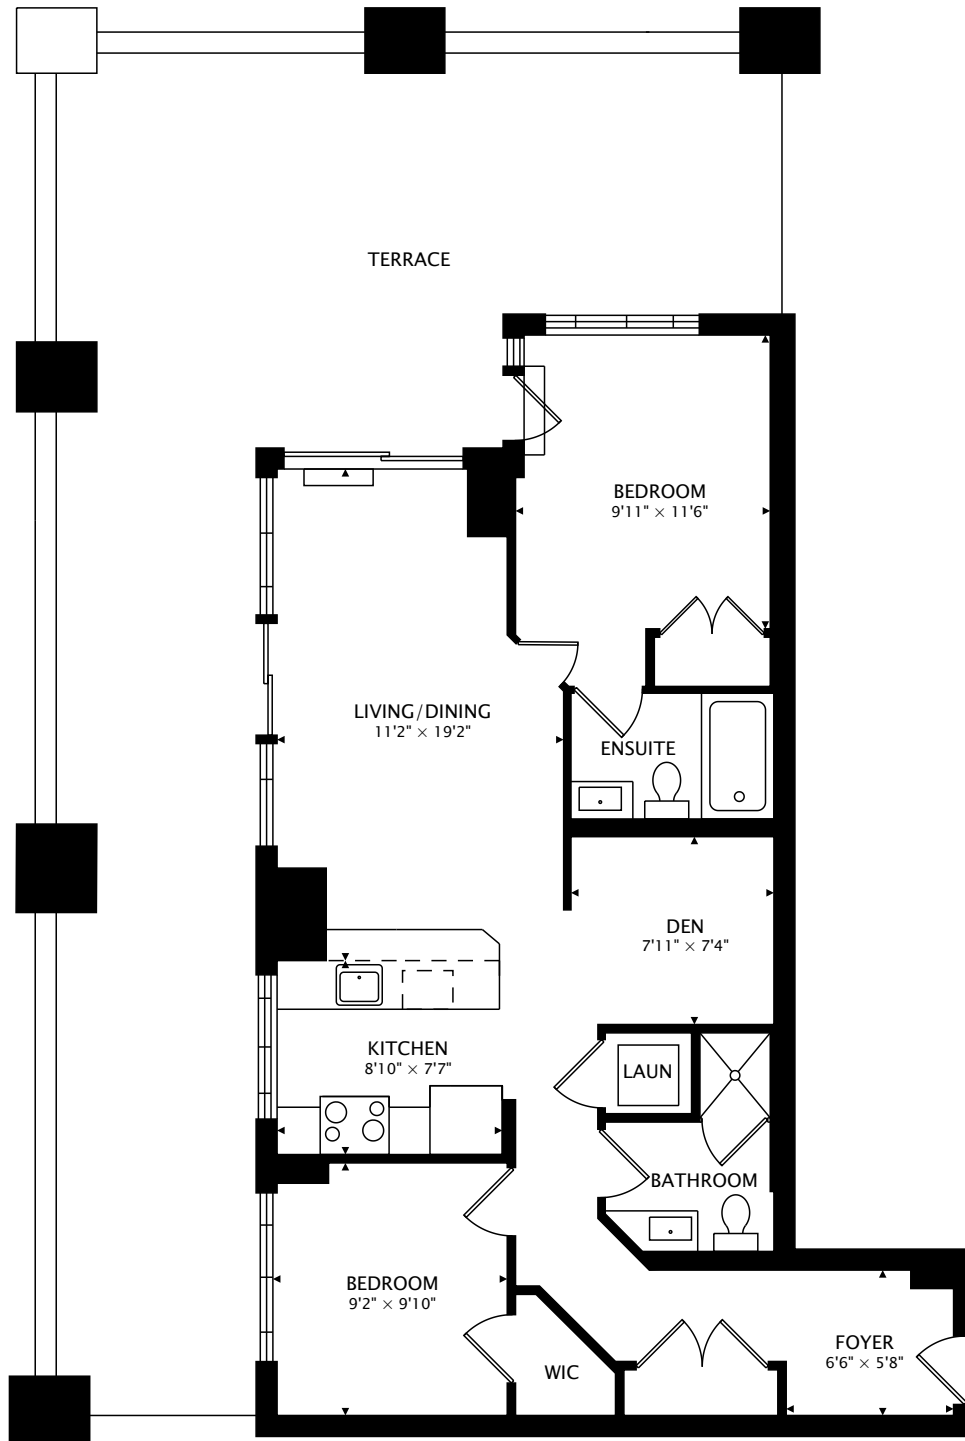 TERRACE
BEDROOM
9'11" × 11'6"
LIVING/DINING
11'2" × 19'2"
ENSUITE
DEN
7'11" × 7'4"
KITCHEN
8'10" × 7'7"
LAUN
BATHROOM
BEDROOM
9'2" × 9'10"
WIC
FOYER
6'6" × 5'8"